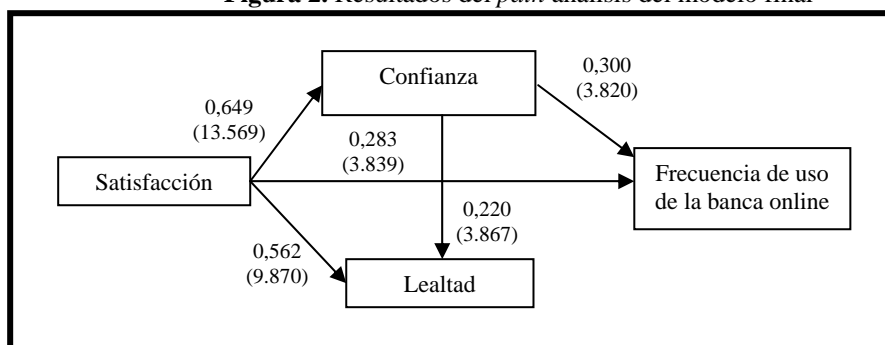 Figura 2. Resultados del path análisis del modelo final
Confianza
0,300
(3.820)
0,649
(13.569)
0,283
(3.839)
Satisfacción
Frecuencia de uso
de la banca online
0,220
(3.867)
0,562
(9.870)
Lealtad